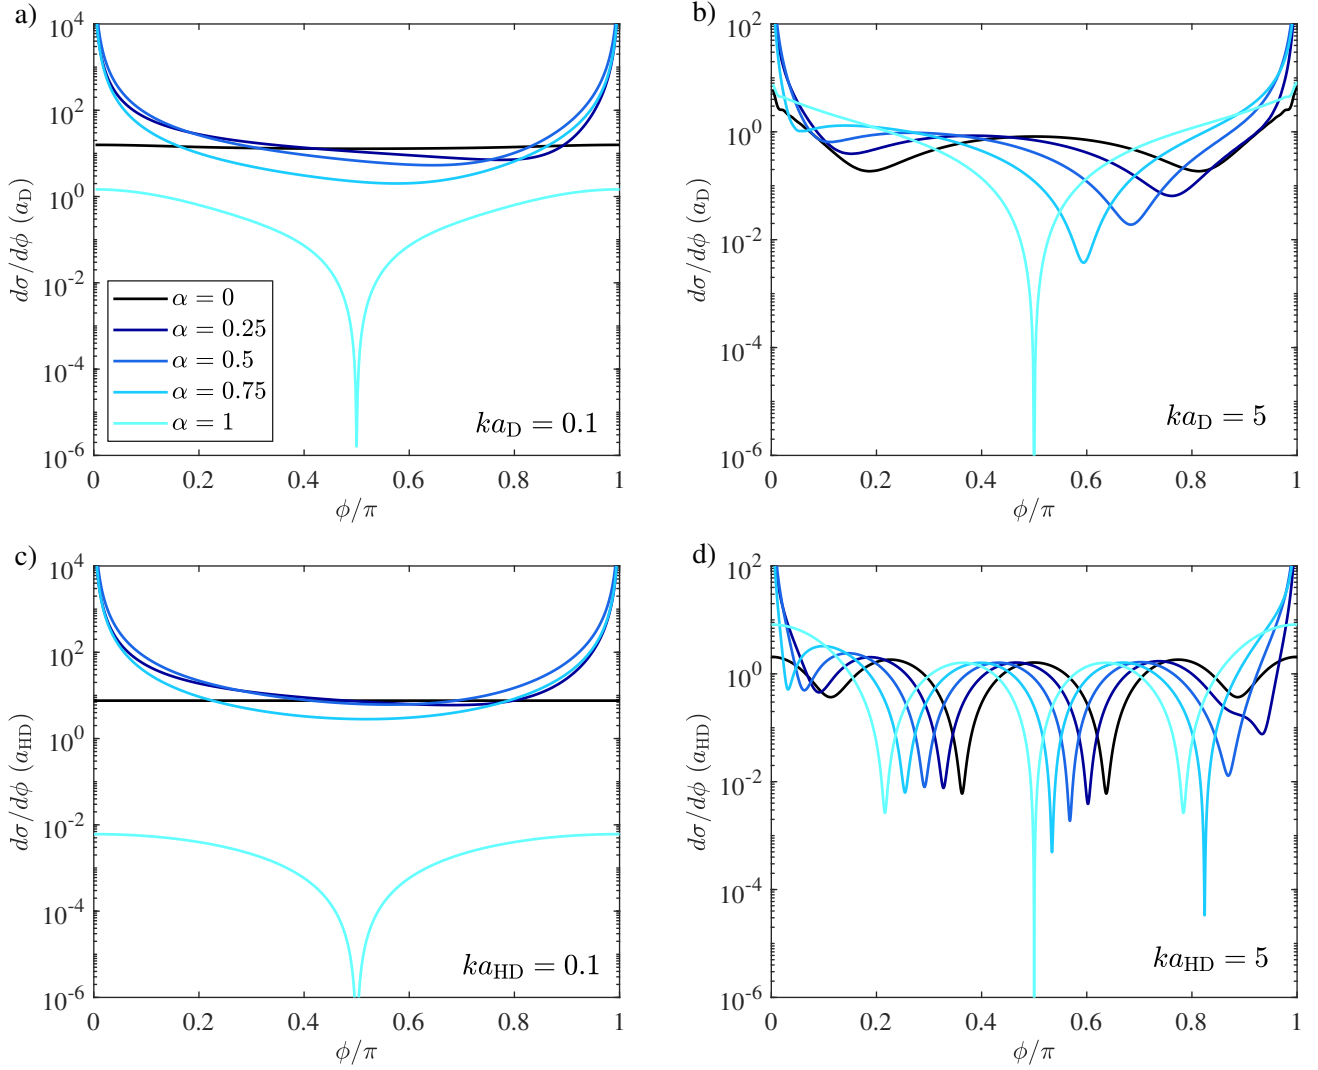 a)
10^4
10^2
10^0
10^-2
10^-4
10^-6
dσ/dϕ (a_D)
α = 0
α = 0.25
α = 0.5
α = 0.75
α = 1
ka_D = 0.1
0 0.2 0.4 0.6 0.8 1
ϕ/π
b)
10^2
10^0
10^-2
10^-4
10^-6
dσ/dϕ (a_D)
ka_D = 5
0 0.2 0.4 0.6 0.8 1
ϕ/π
c)
10^4
10^2
10^0
10^-2
10^-4
10^-6
dσ/dϕ (a_HD)
ka_HD = 0.1
0 0.2 0.4 0.6 0.8 1
ϕ/π
d)
10^2
10^0
10^-2
10^-4
10^-6
dσ/dϕ (a_HD)
ka_HD = 5
0 0.2 0.4 0.6 0.8 1
ϕ/π